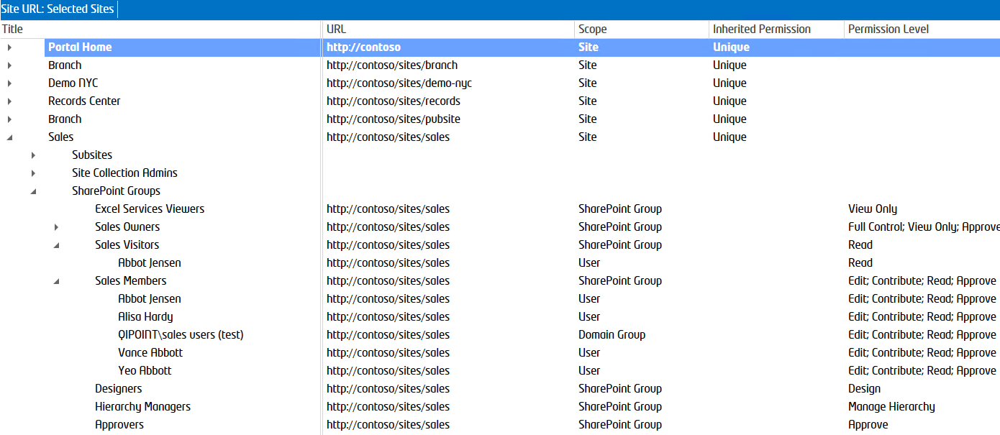 Site URL: Selected Sites
Title URL Scope Inherited Permission Permission Level
Portal Home http://contoso Site Unique
Branch http://contoso/sites/branch Site Unique
Demo NYC http://contoso/sites/demo-nyc Site Unique
Records Center http://contoso/sites/records Site Unique
Branch http://contoso/sites/pubsite Site Unique
Sales http://contoso/sites/sales Site Unique
Subsites
Site Collection Admins
SharePoint Groups
Excel Services Viewers http://contoso/sites/sales SharePoint Group View Only
Sales Owners http://contoso/sites/sales SharePoint Group Full Control; View Only; Approve
Sales Visitors http://contoso/sites/sales SharePoint Group Read
Abbot Jensen http://contoso/sites/sales User Read
Sales Members http://contoso/sites/sales SharePoint Group Edit; Contribute; Read; Approve
Abbot Jensen http://contoso/sites/sales User Edit; Contribute; Read; Approve
Alisa Hardy http://contoso/sites/sales User Edit; Contribute; Read; Approve
QIPOINT\sales users (test) http://contoso/sites/sales Domain Group Edit; Contribute; Read; Approve
Vance Abbott http://contoso/sites/sales User Edit; Contribute; Read; Approve
Yeo Abbott http://contoso/sites/sales User Edit; Contribute; Read; Approve
Designers http://contoso/sites/sales SharePoint Group Design
Hierarchy Managers http://contoso/sites/sales SharePoint Group Manage Hierarchy
Approvers http://contoso/sites/sales SharePoint Group Approve